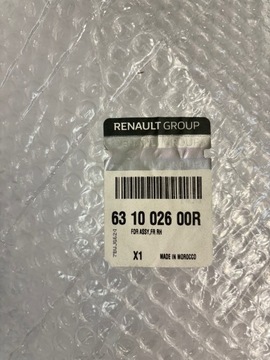 RENAULT GROUP
63 10 026 00R
FDR ASSY,FR RH
X1 MADE IN MOROCCO